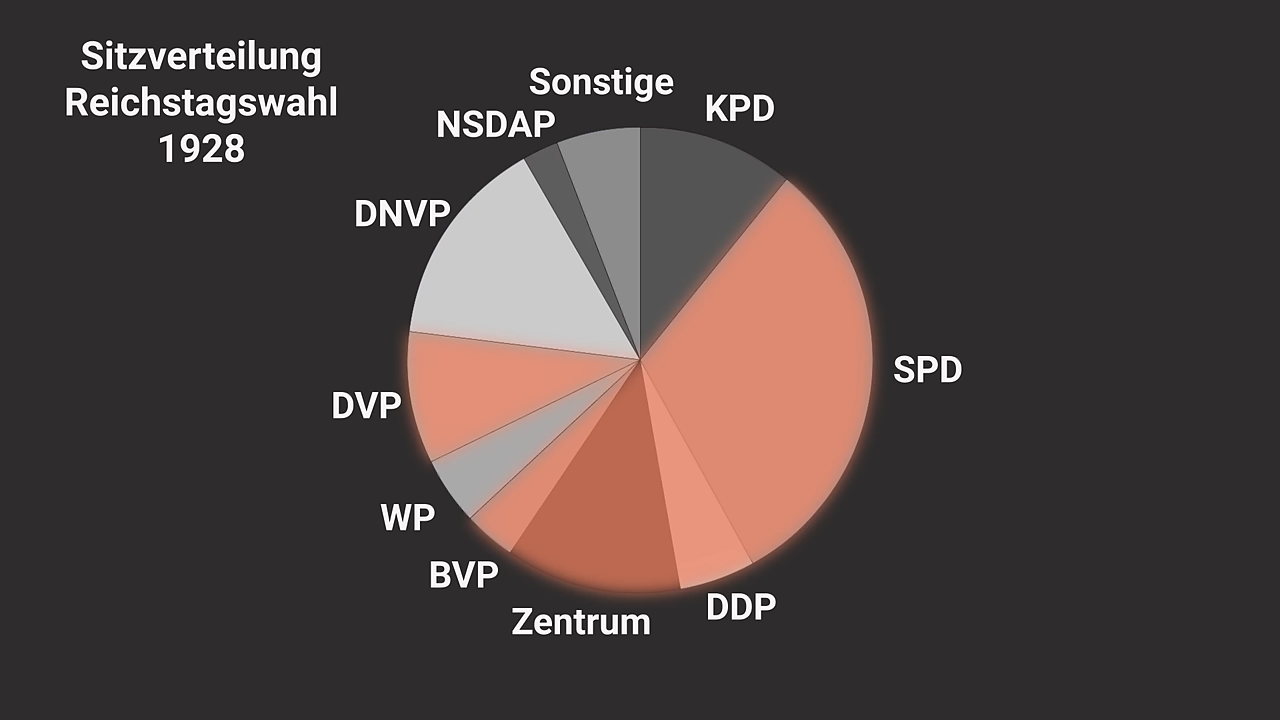 Sitzverteilung
Reichstagswahl
1928
Sonstige
KPD
NSDAP
DNVP
SPD
DVP
WP
BVP
DDP
Zentrum